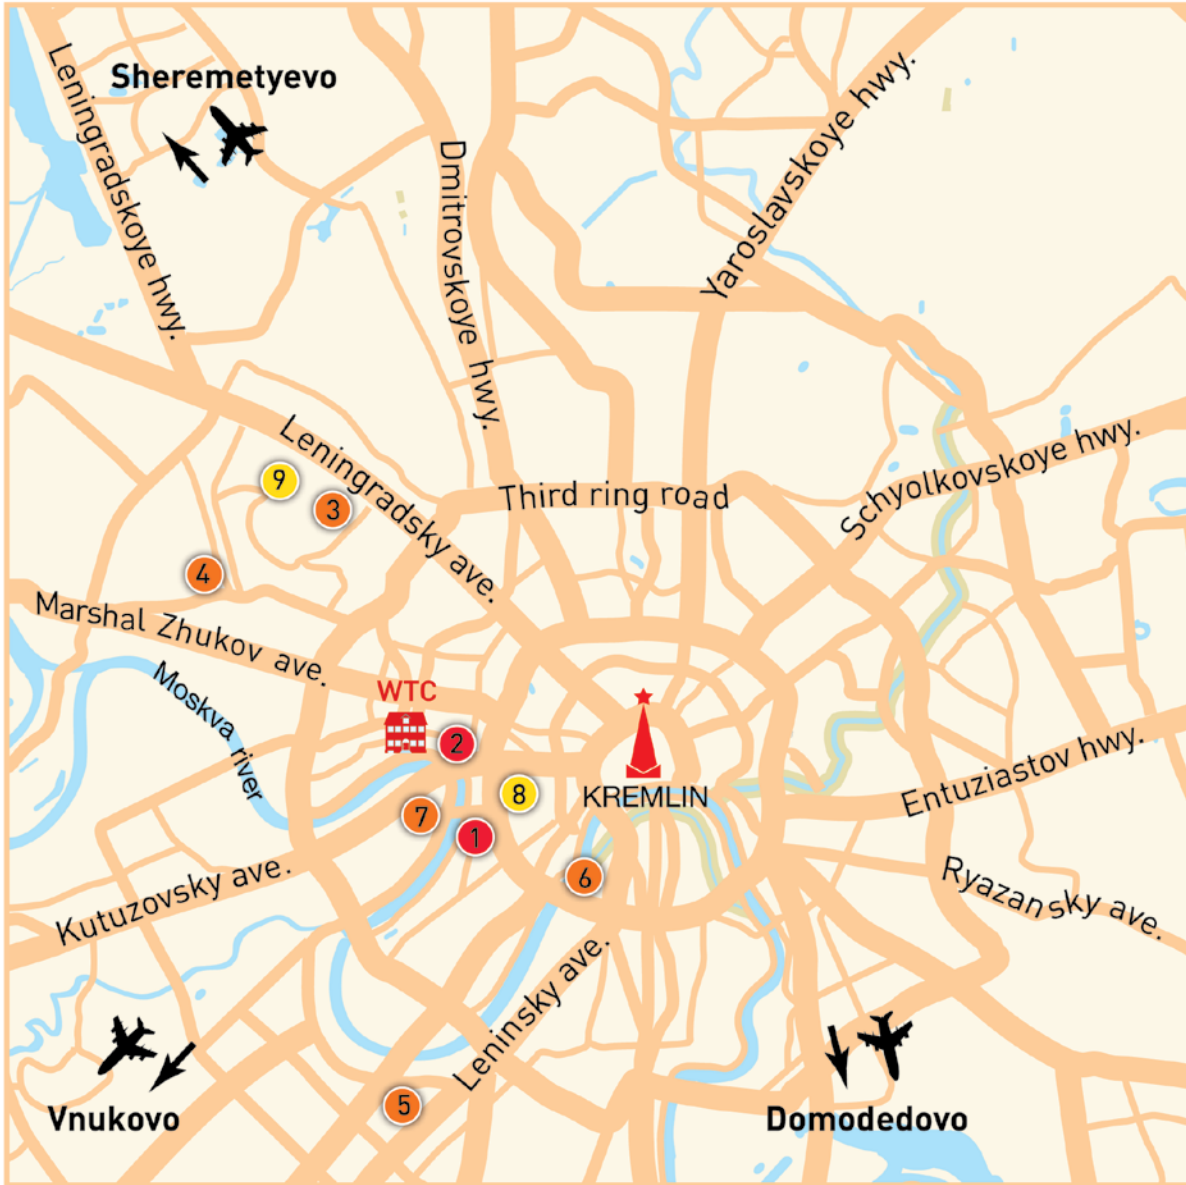 Sheremetyevo
Leningradskoye hwy.
Dmitrovskoye hwy.
Yaroslavskoye hwy.
Schyolkovskoye hwy.
Leningradsky ave.
Third ring road
9
3
4
Marshal Zhukov ave.
Moskva river
WTC
2
8
7
1
KREMLIN
6
Entuziastov hwy.
Kutuzovsky ave.
Ryazansky ave.
Leninsky ave.
5
Vnukovo
Domodedovo